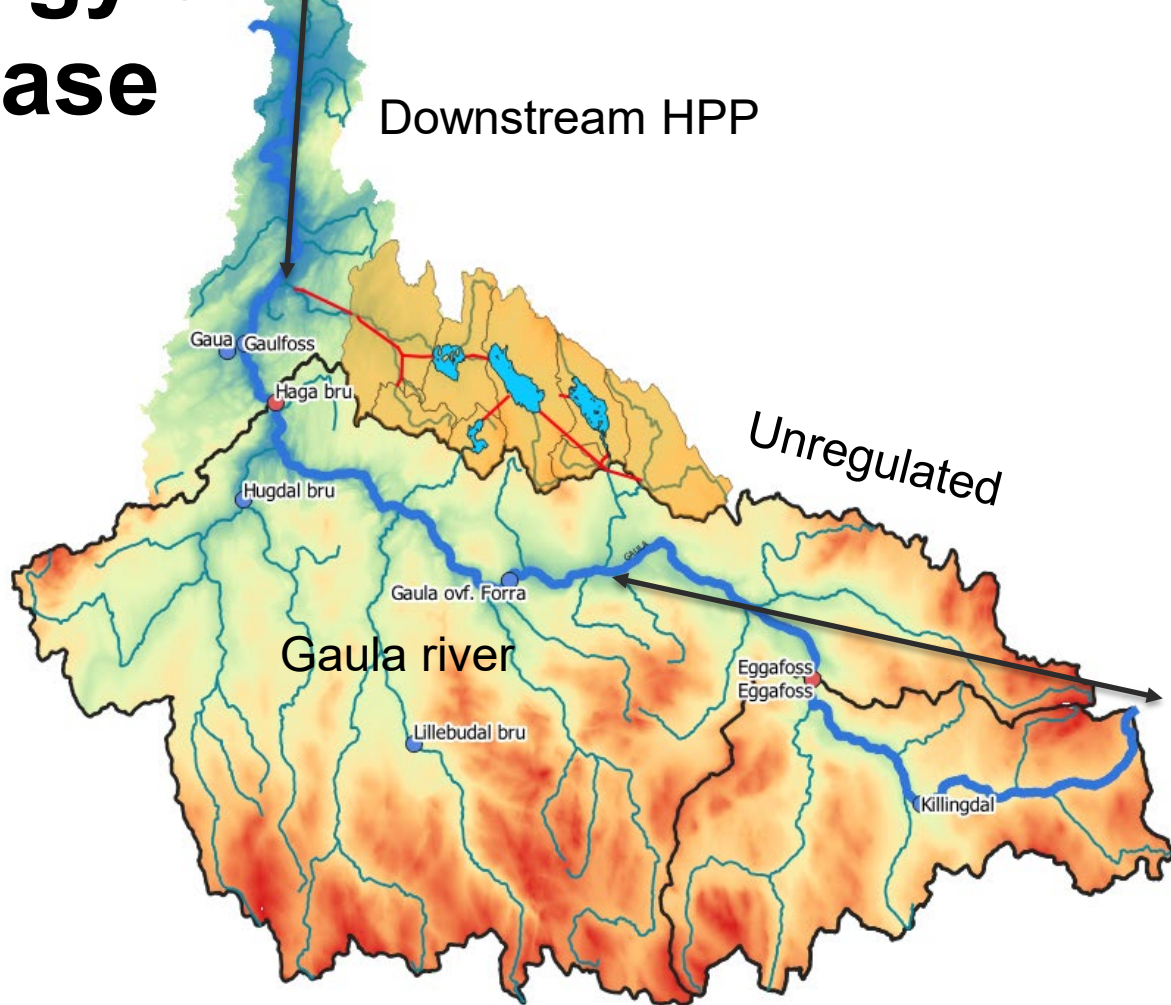 ase
Downstream HPP
Gaua
Gaulfoss
Haga bru
Unregulated
Hugdal bru
GAULA
Gaula ovf. Forra
Gaula river
Eggafoss
Eggafoss
Lillebudal bru
Killingdal